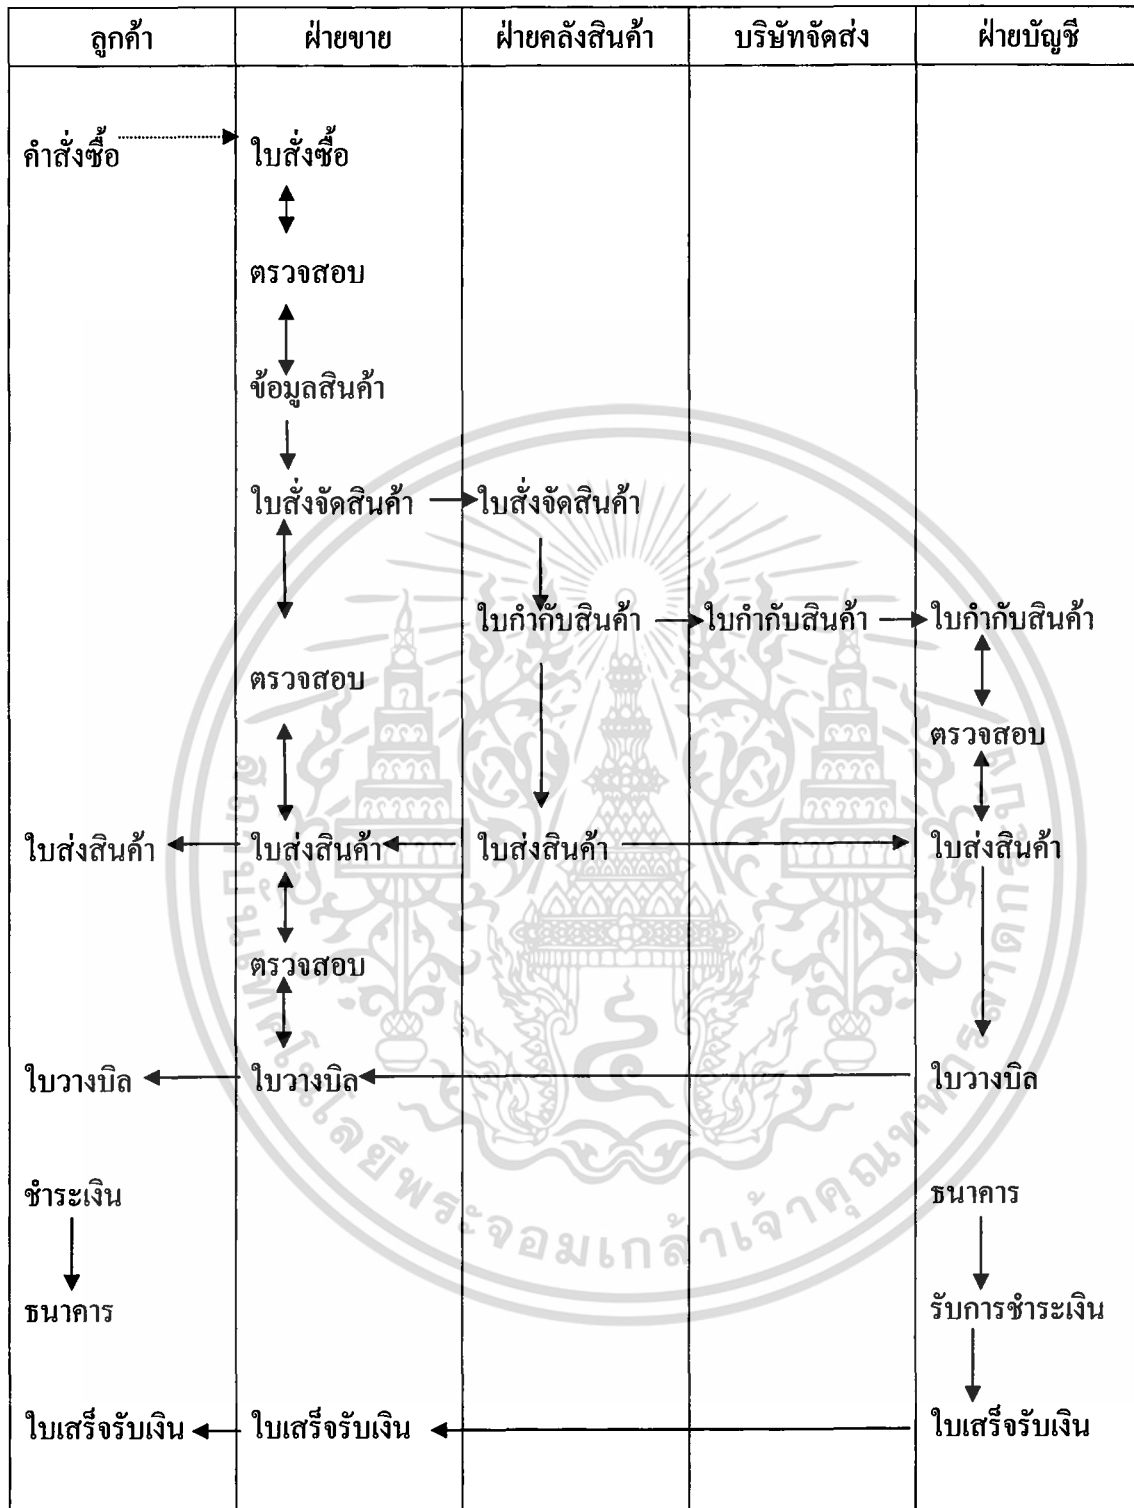 ลูกค้า ฝ่ายขาย ฝ่ายคลังสินค้า บริษัทจัดส่ง ฝ่ายบัญชี
คำสั่งซื้อ ใบสั่งซื้อ
ตรวจสอบ
ข้อมูลสินค้า
ใบสั่งจัดสินค้า ใบสั่งจัดสินค้า
ใบกำกับสินค้า ใบกำกับสินค้า ใบกำกับสินค้า
ตรวจสอบ
ตรวจสอบ
ใบส่งสินค้า ใบส่งสินค้า ใบส่งสินค้า ใบส่งสินค้า
ตรวจสอบ
ใบวางบิล ใบวางบิล ใบวางบิล
ชำระเงิน ธนาคาร
ธนาคาร รับการชำระเงิน
ใบเสร็จรับเงิน ใบเสร็จรับเงิน ใบเสร็จรับเงิน